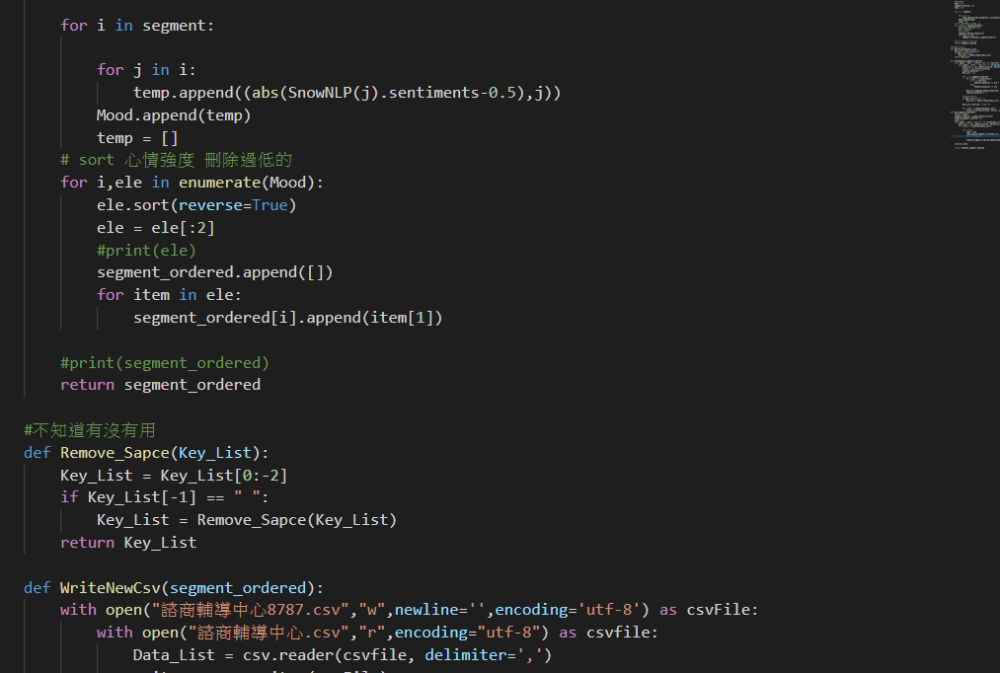 for i in segment:
for j in i:
temp.append((abs(SnowNLP(j).sentiments-0.5),j))
Mood.append(temp)
temp = []
# sort 心情強度 刪除過低的
for i,ele in enumerate(Mood):
ele.sort(reverse=True)
ele = ele[:2]
#print(ele)
segment_ordered.append([])
for item in ele:
segment_ordered[i].append(item[1])
#print(segment_ordered)
return segment_ordered
#不知道有沒有用
def Remove_Sapce(Key_List):
Key_List = Key_List[0:-2]
if Key_List[-1] == " ":
Key_List = Remove_Sapce(Key_List)
return Key_List
def WriteNewCsv(segment_ordered):
with open("諮商輔導中心8787.csv","w",newline='',encoding='utf-8') as csvFile:
with open("諮商輔導中心.csv","r",encoding="utf-8") as csvfile:
Data_List = csv.reader(csvfile, delimiter=',')